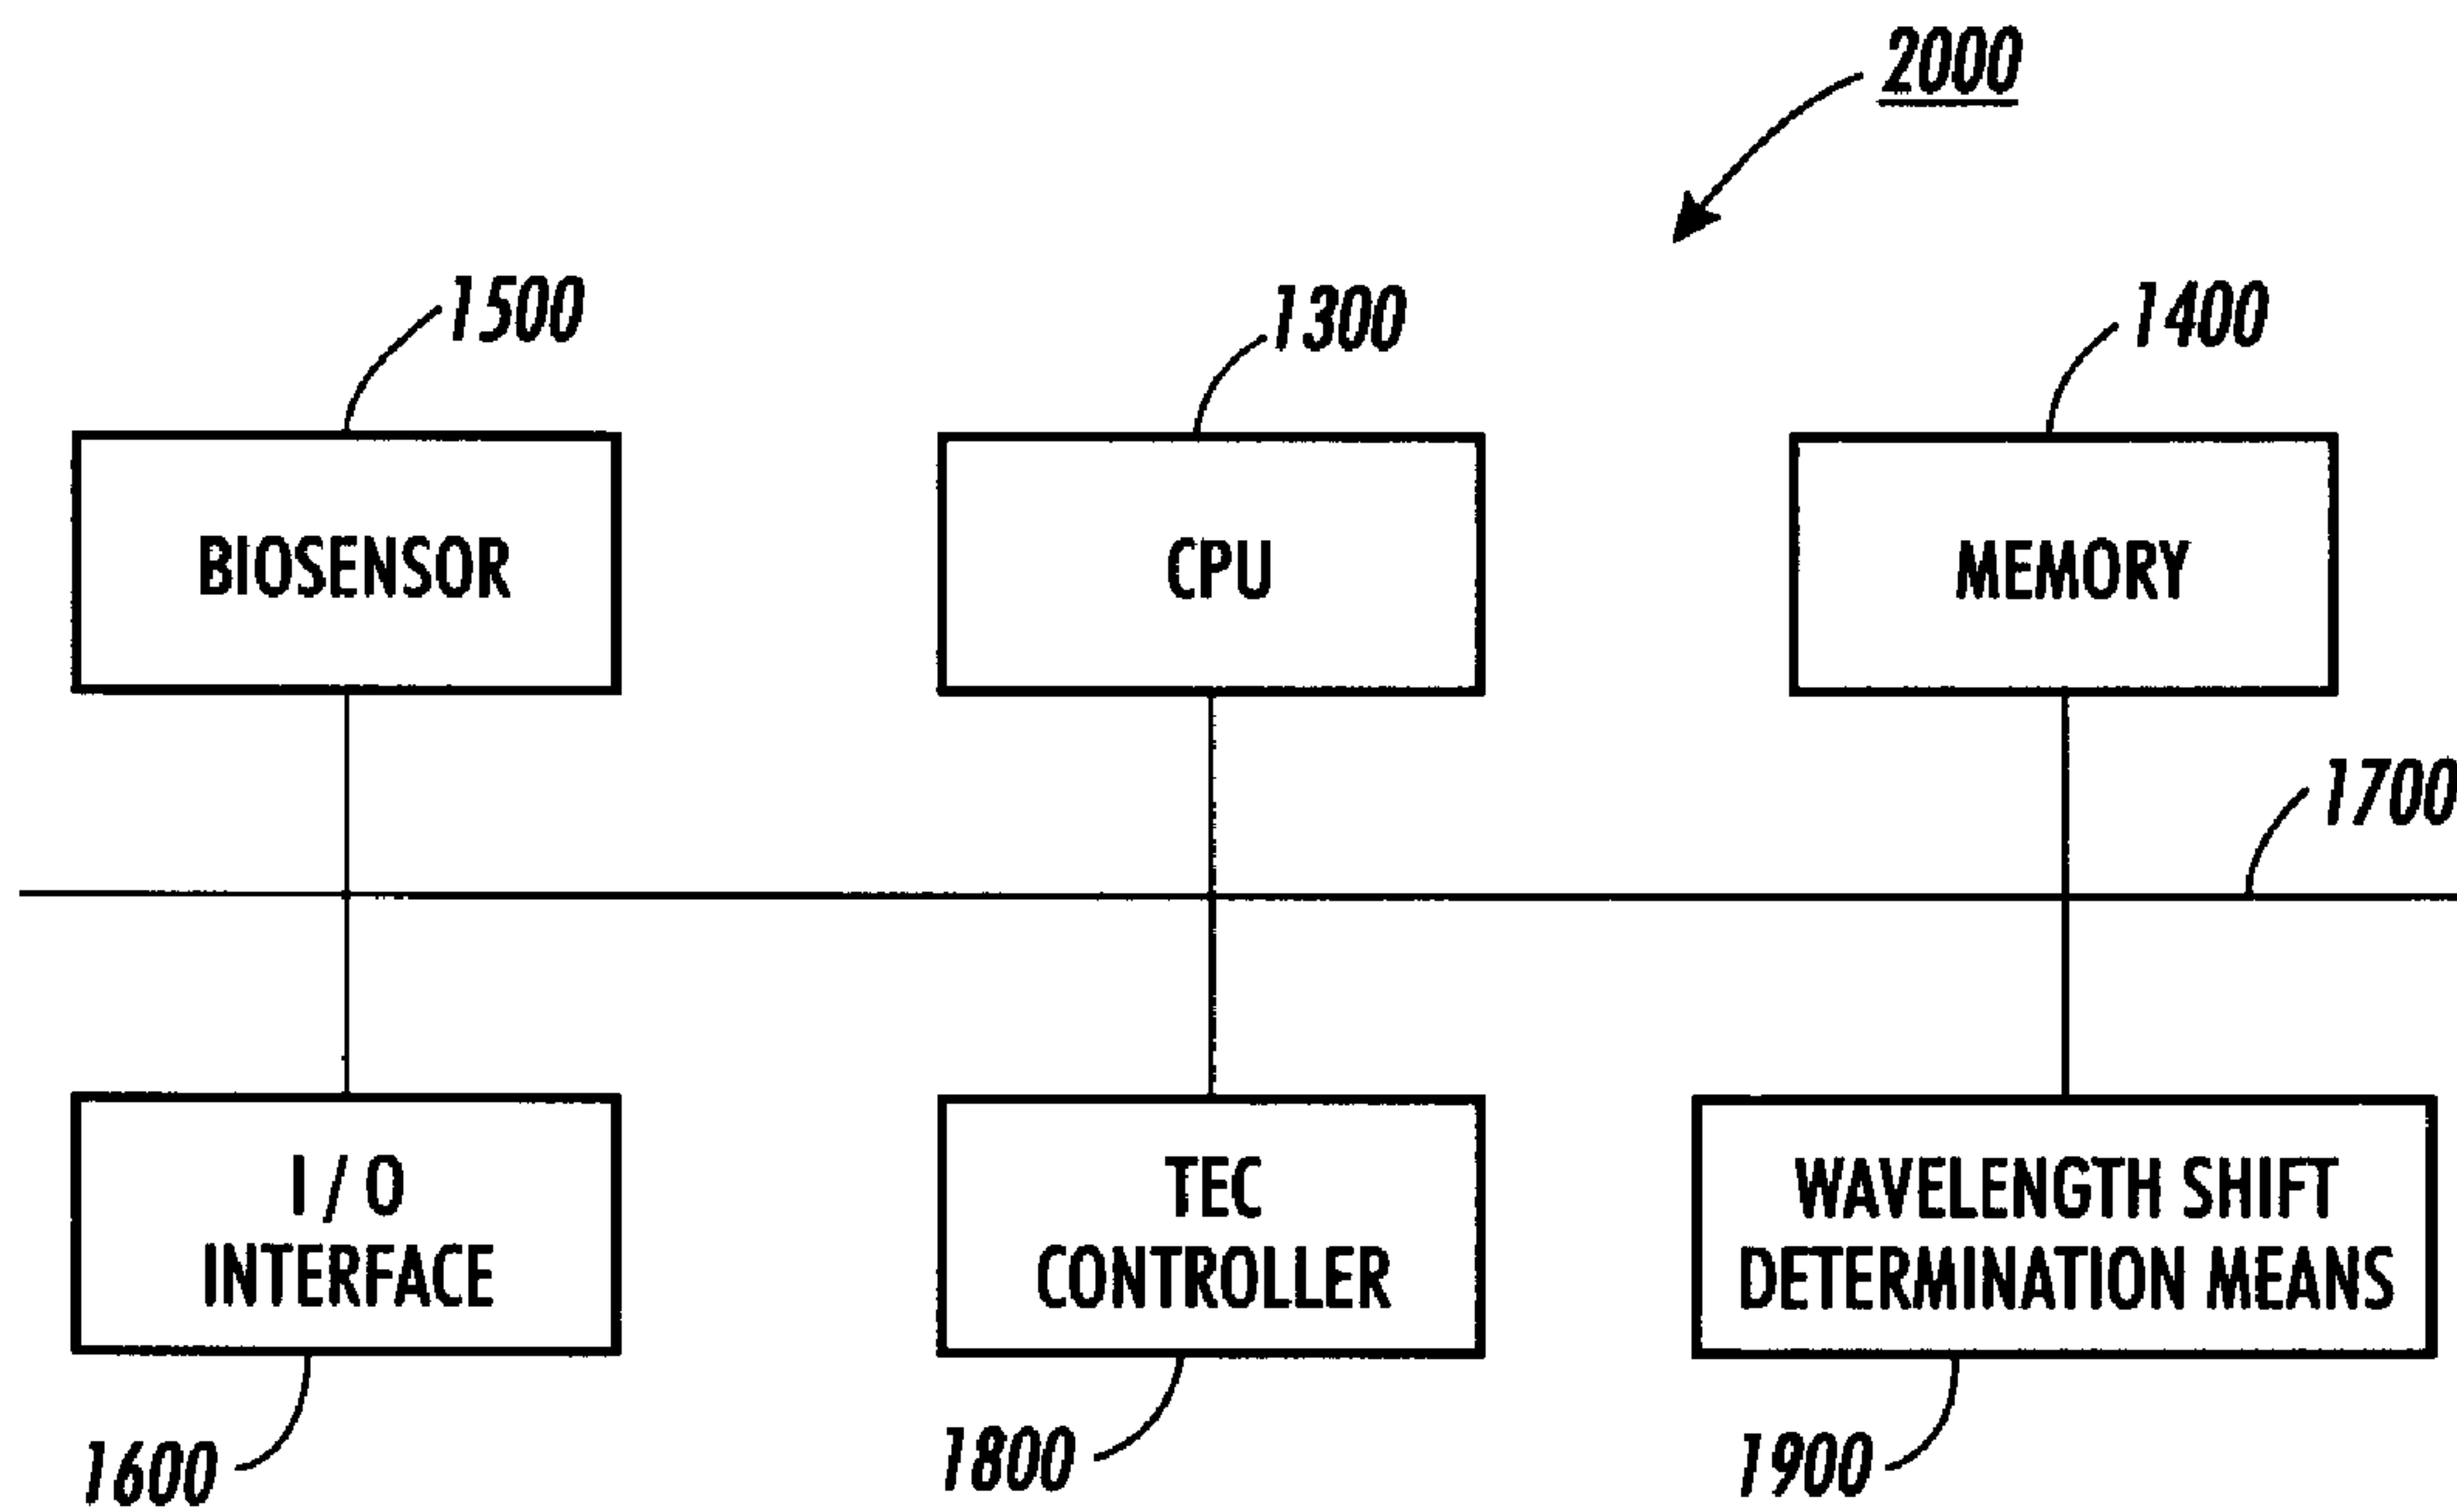 2000
1500
1300
1400
BIOSENSOR
CPU
MEMORY
1700
I/O
INTERFACE
TEC
CONTROLLER
WAVELENGTH SHIFT
DETERMINATION MEANS
1600
1800
1900